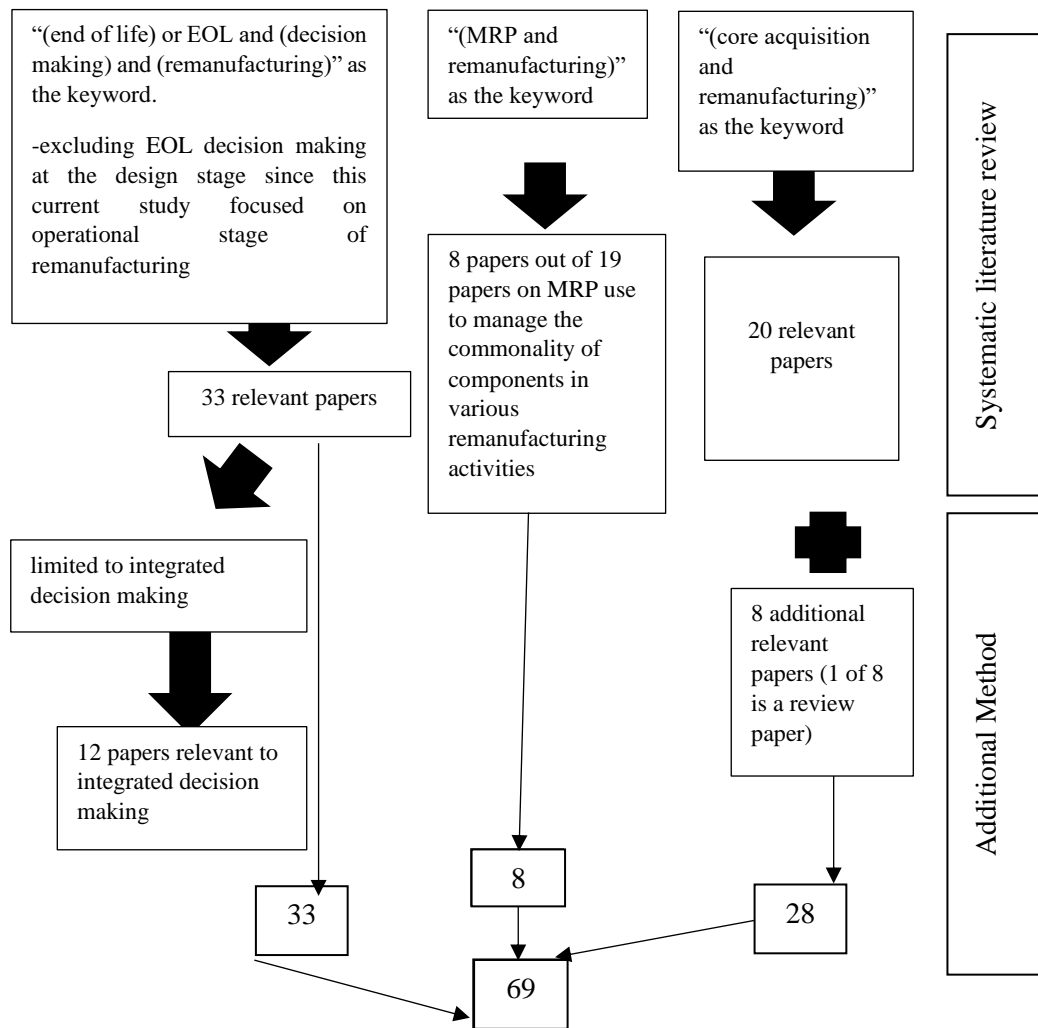 “(end of life) or EOL and (decision
making) and (remanufacturing)” as
the keyword.
-excluding EOL decision making
at the design stage since this
current study focused on
operational stage of
remanufacturing
“(MRP and
remanufacturing)”
as the keyword
“(core acquisition
and
remanufacturing)”
as the keyword
Systematic literature review
33 relevant papers
8 papers out of 19
papers on MRP use
to manage the
commonality of
components in
various
remanufacturing
activities
20 relevant
papers
limited to integrated
decision making
8 additional
relevant
papers (1 of 8
is a review
paper)
Additional Method
12 papers relevant to
integrated decision
making
33
8
28
69